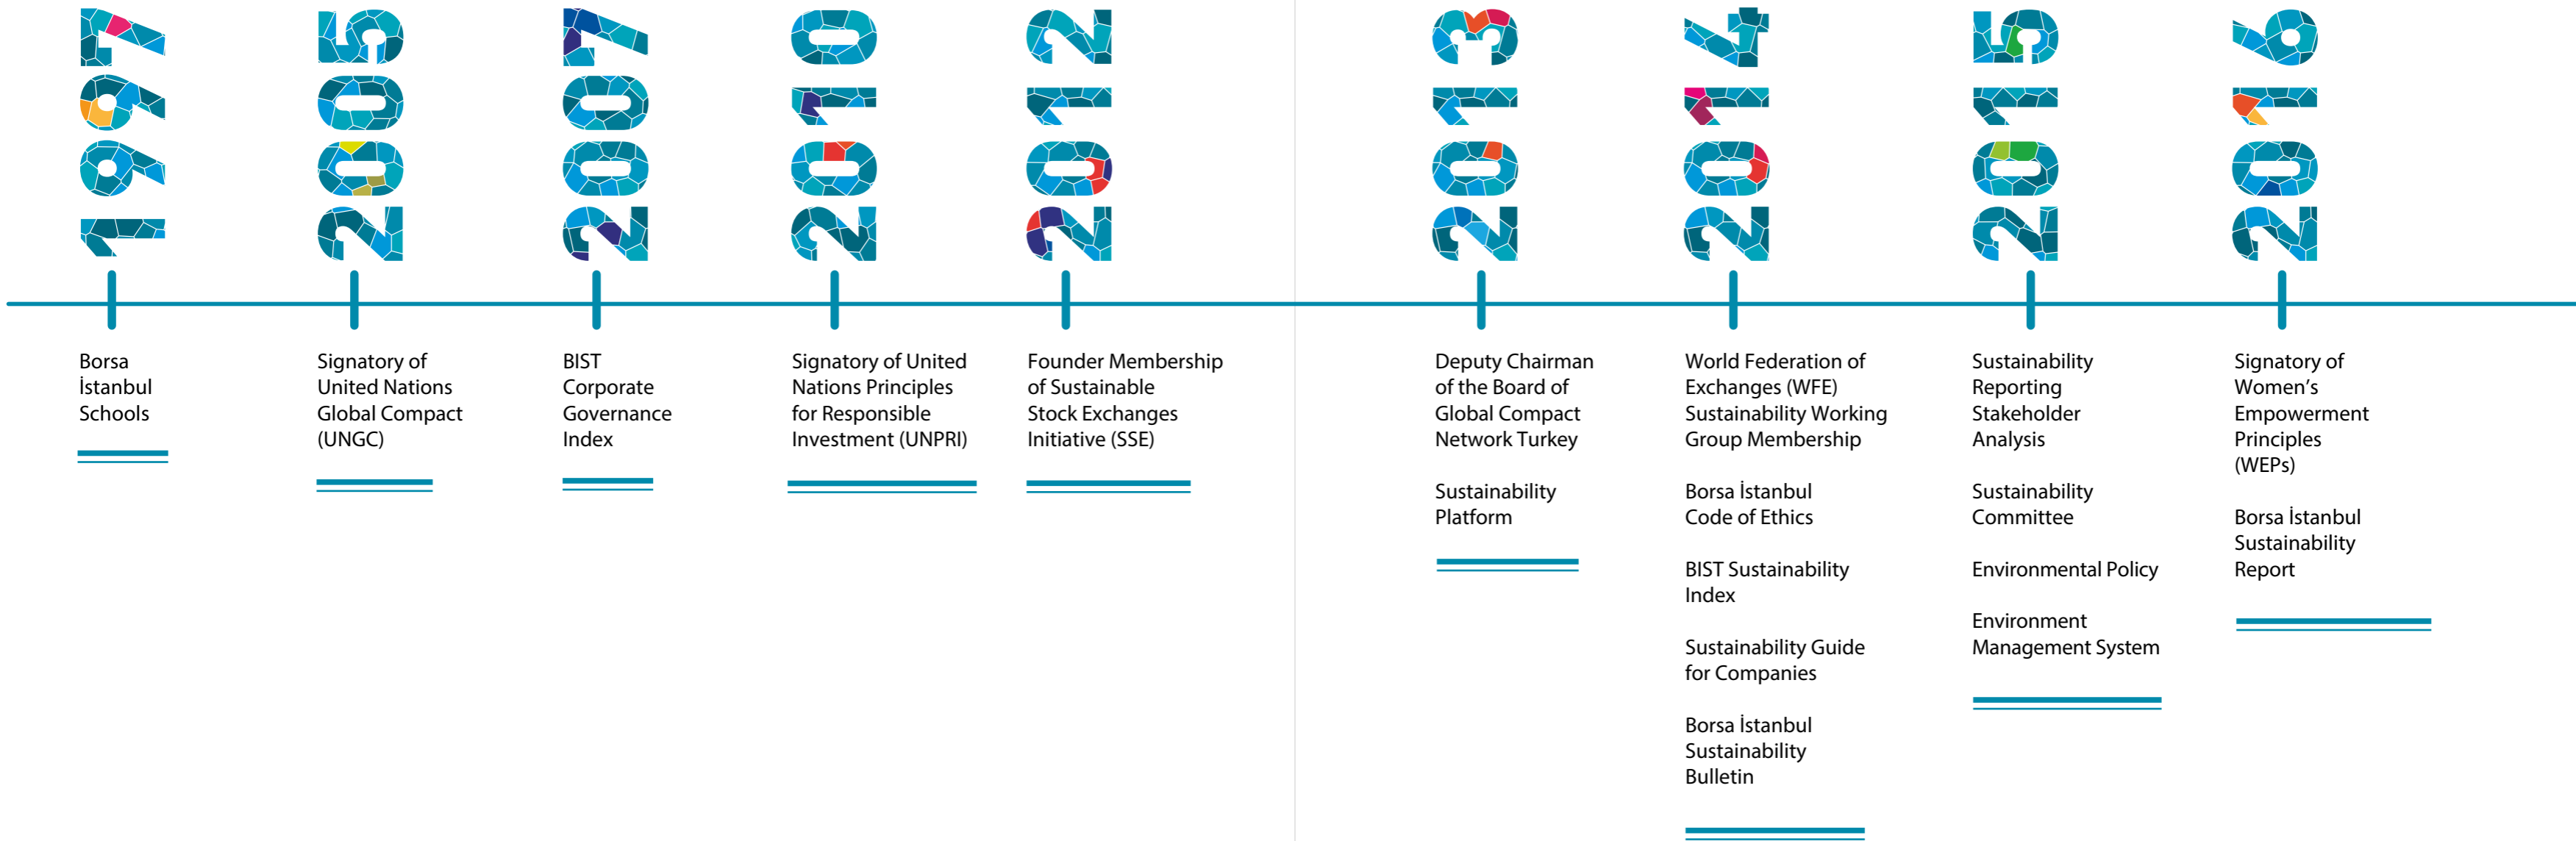 1997
Borsa
İstanbul
Schools
2005
Signatory of
United Nations
Global Compact
(UNGC)
2007
BIST
Corporate
Governance
Index
2010
Signatory of United
Nations Principles
for Responsible
Investment (UNPRI)
2012
Founder Membership
of Sustainable
Stock Exchanges
Initiative (SSE)
2013
Deputy Chairman
of the Board of
Global Compact
Network Turkey
Sustainability
Platform
2014
World Federation of
Exchanges (WFE)
Sustainability Working
Group Membership
Borsa İstanbul
Code of Ethics
BIST Sustainability
Index
Sustainability Guide
for Companies
Borsa İstanbul
Sustainability
Bulletin
2015
Sustainability
Reporting
Stakeholder
Analysis
Sustainability
Committee
Environmental Policy
Environment
Management System
2016
Signatory of
Women’s
Empowerment
Principles
(WEPs)
Borsa İstanbul
Sustainability
Report